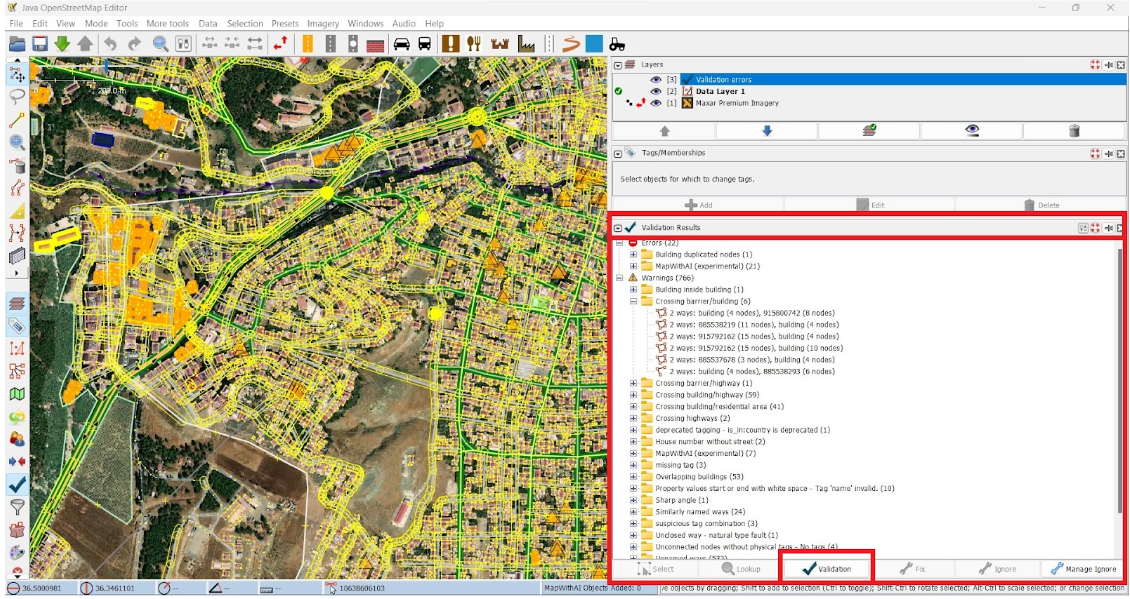 Java OpenStreetMap Editor
File Edit View Mode Tools More tools Data Selection Presets Imagery Windows Audio Help
Layers
[3] Validation errors
[2] Data Layer 1
[1] Maxar Premium Imagery
Tags/Memberships
Select objects for which to change tags.
Add Edit Delete
Validation Results
Errors (22)
Building duplicated nodes (1)
MapWithAI (experimental) (21)
Warnings (766)
Building inside building (1)
Crossing barrier/building (6)
2 ways: building (4 nodes), 915800742 (8 nodes)
2 ways: 885538219 (11 nodes), building (4 nodes)
2 ways: 915792162 (15 nodes), building (4 nodes)
2 ways: 915792162 (15 nodes), building (10 nodes)
2 ways: 885537678 (3 nodes), building (4 nodes)
2 ways: building (4 nodes), 885538293 (6 nodes)
Crossing barrier/highway (1)
Crossing building/highway (59)
Crossing building/residential area (41)
Crossing highways (2)
deprecated tagging - is_in:country is deprecated (1)
House number without street (2)
MapWithAI (experimental) (7)
missing tag (3)
Overlapping buildings (53)
Property values start or end with white space - Tag 'name' invalid. (10)
Sharp angle (1)
Similarly named ways (24)
suspicious tag combination (3)
Unclosed way - natural type fault (1)
Unconnected nodes without physical tags - No tags (4)
Select Lookup Validation Fix Ignore Manage Ignore
36.5000981 36.3461101 -- -- -- 10638606103 MapWithAI Objects Added: 0 objects by dragging; Shift to add to selection (Ctrl to toggle); Shift-Ctrl to rotate selected; Alt-Ctrl to scale selected; or change selection